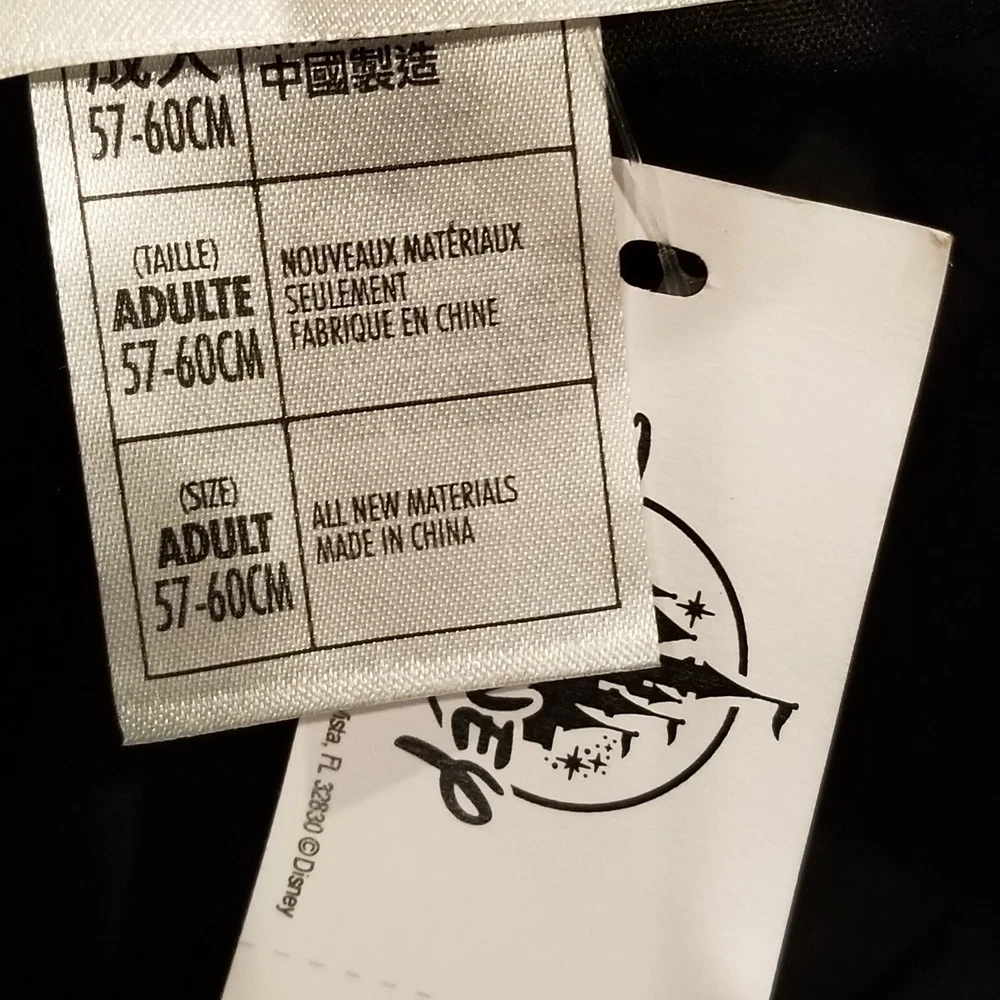 成人
57-60CM
中國製造
(TAILLE)
ADULTE
57-60CM
NOUVEAUX MATÉRIAUX
SEULEMENT
FABRIQUE EN CHINE
(SIZE)
ADULT
57-60CM
ALL NEW MATERIALS
MADE IN CHINA
FL 32830 ©Disney